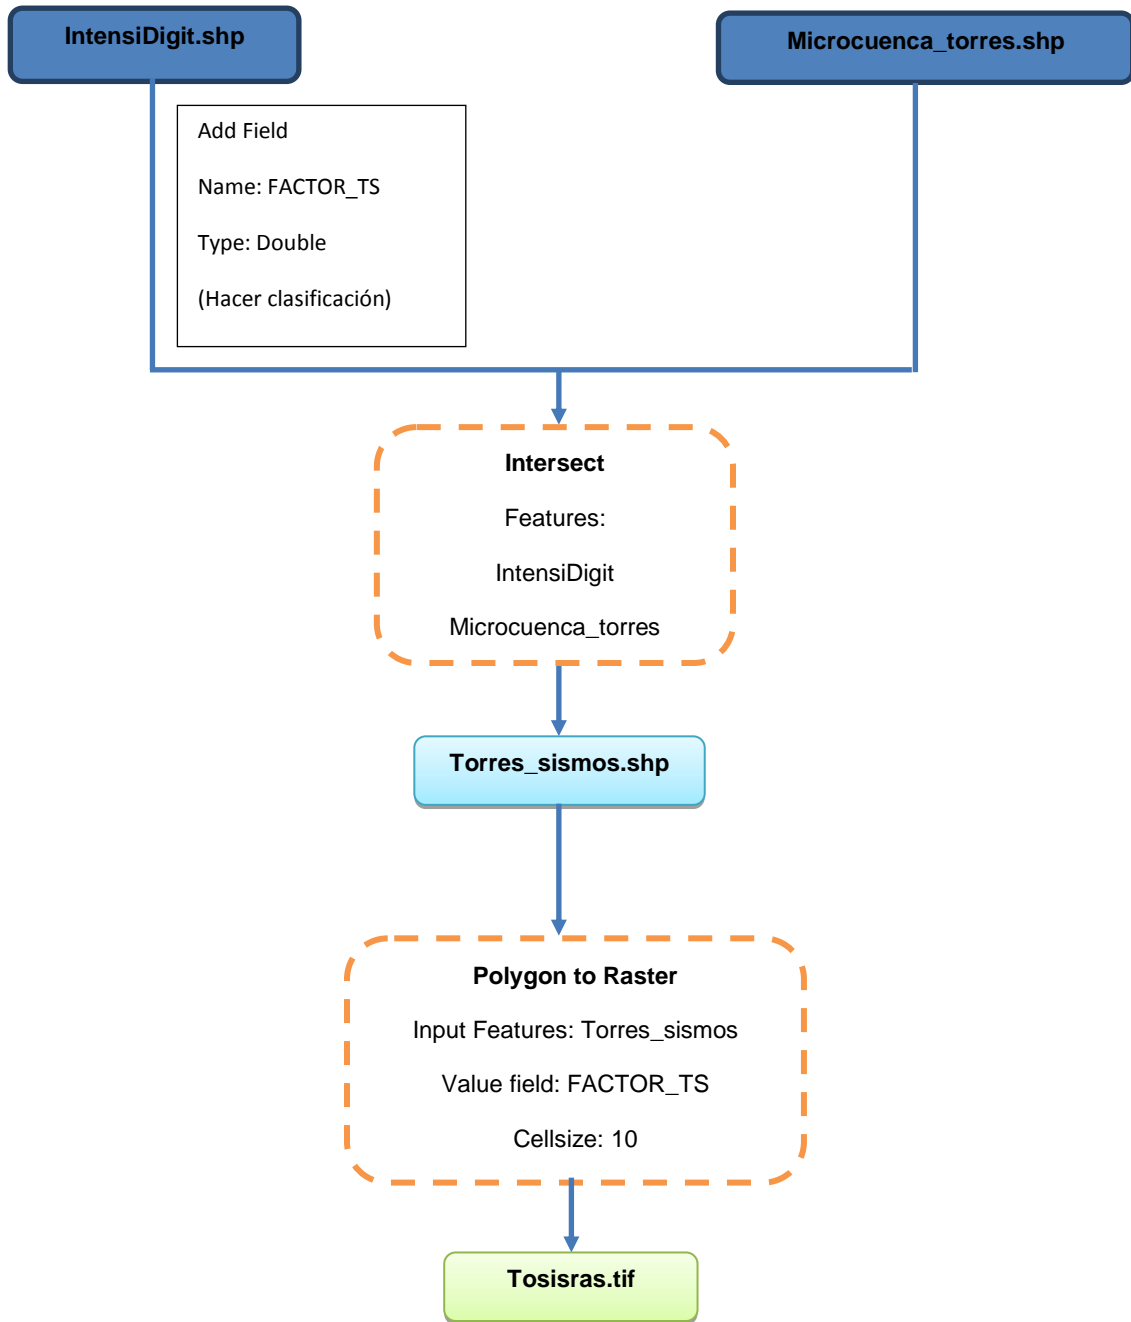 IntensiDigit.shp
Microcuenca_torres.shp
Add Field
Name: FACTOR_TS
Type: Double
(Hacer clasificación)
Intersect
Features:
IntensiDigit
Microcuenca_torres
Torres_sismos.shp
Polygon to Raster
Input Features: Torres_sismos
Value field: FACTOR_TS
Cellsize: 10
Tosisras.tif